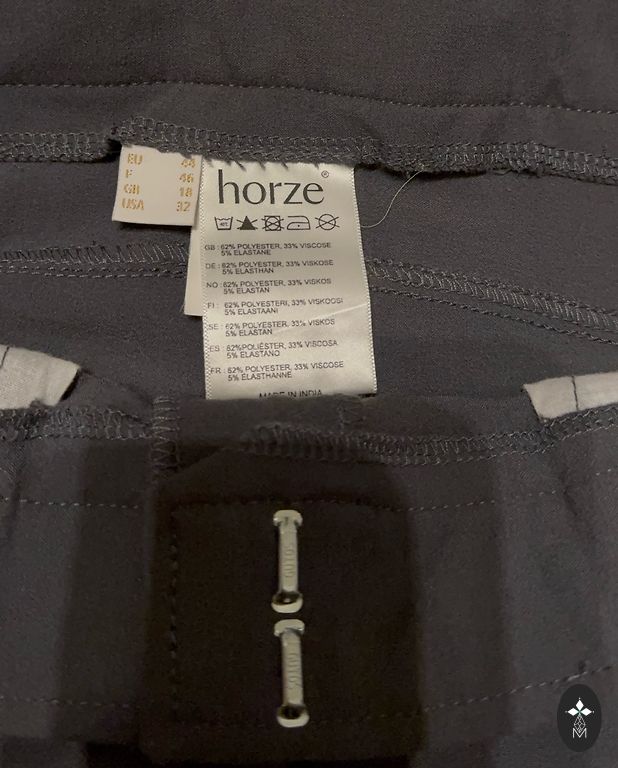 EU 44
F 46
GB 18
USA 32
horze®
GB : 62% POLYESTER, 33% VISCOSE
5% ELASTANE
DE : 62% POLYESTER, 33% VISKOSE
5% ELASTHAN
NO : 62% POLYESTER, 33% VISKOS
5% ELASTAN
FI : 62% POLYESTERI, 33% VISKOOSI
5% ELASTAANI
SE : 62% POLYESTER, 33% VISKOS
5% ELASTAN
ES : 62%POLIÉSTER, 33% VISCOSA
5% ELASTANO
FR : 62% POLYESTER, 33% VISCOSE
5% ÉLASTHANNE
MADE IN INDIA